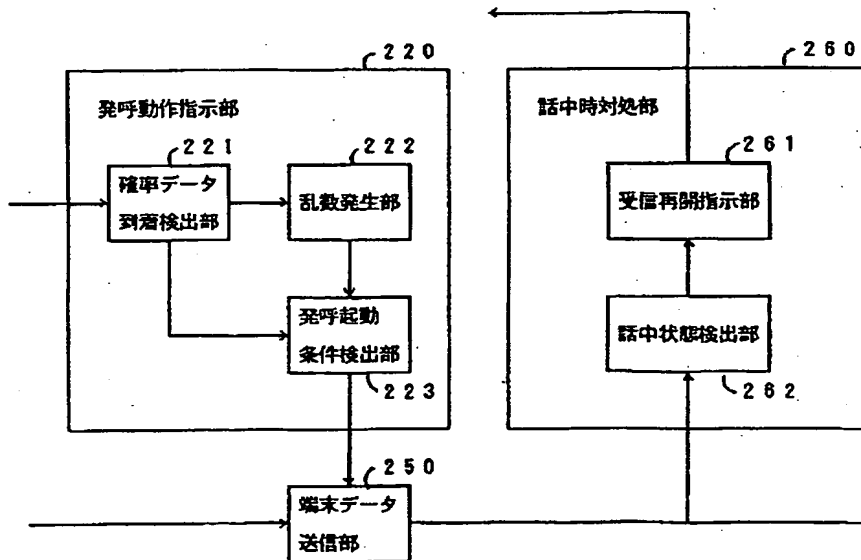 220
発呼動作指示部
221
確率データ
到着検出部
222
乱数発生部
発呼起動
条件検出部
223
250
端末データ
送信部
260
話中時対処部
261
受信再開指示部
話中状態検出部
262